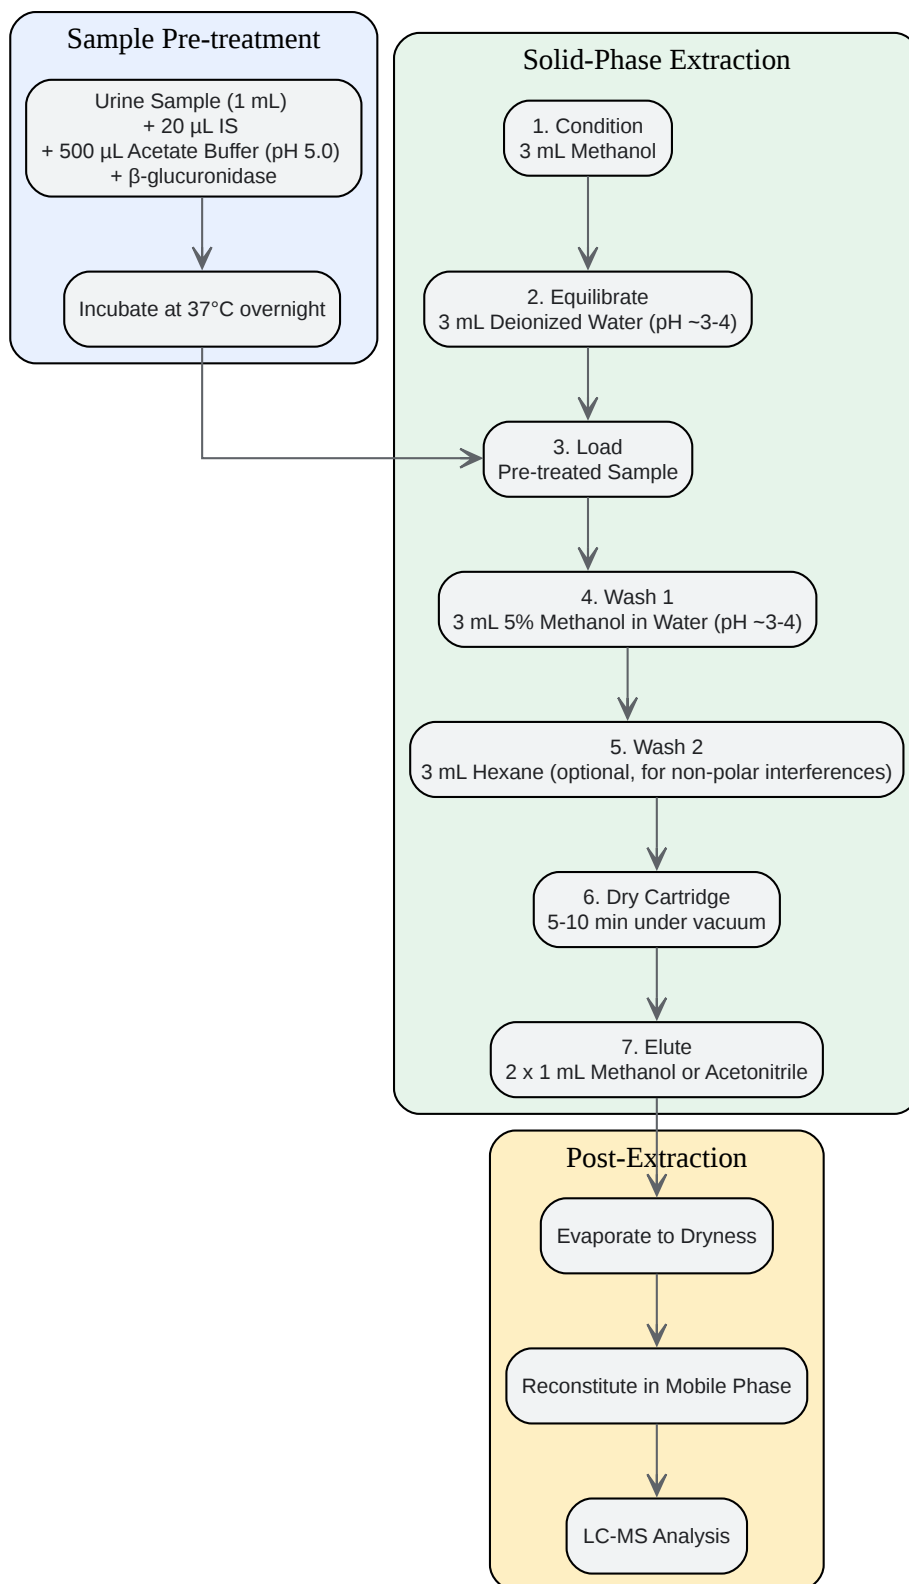 Sample Pre-treatment
Urine Sample (1 mL)
+ 20 µL IS
+ 500 µL Acetate Buffer (pH 5.0)
+ β-glucuronidase
Incubate at 37°C overnight
Solid-Phase Extraction
1. Condition
3 mL Methanol
2. Equilibrate
3 mL Deionized Water (pH ~3-4)
3. Load
Pre-treated Sample
4. Wash 1
3 mL 5% Methanol in Water (pH ~3-4)
5. Wash 2
3 mL Hexane (optional, for non-polar interferences)
6. Dry Cartridge
5-10 min under vacuum
7. Elute
2 x 1 mL Methanol or Acetonitrile
Post-Extraction
Evaporate to Dryness
Reconstitute in Mobile Phase
LC-MS Analysis